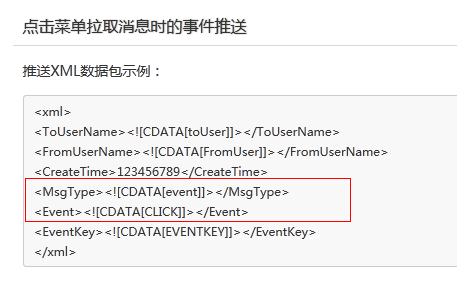 点击菜单拉取消息时的事件推送
推送XML数据包示例：
<xml>
<ToUserName><![CDATA[toUser]]></ToUserName>
<FromUserName><![CDATA[FromUser]]></FromUserName>
<CreateTime>123456789</CreateTime>
<MsgType><![CDATA[event]]></MsgType>
<Event><![CDATA[CLICK]]></Event>
<EventKey><![CDATA[EVENTKEY]]></EventKey>
</xml>